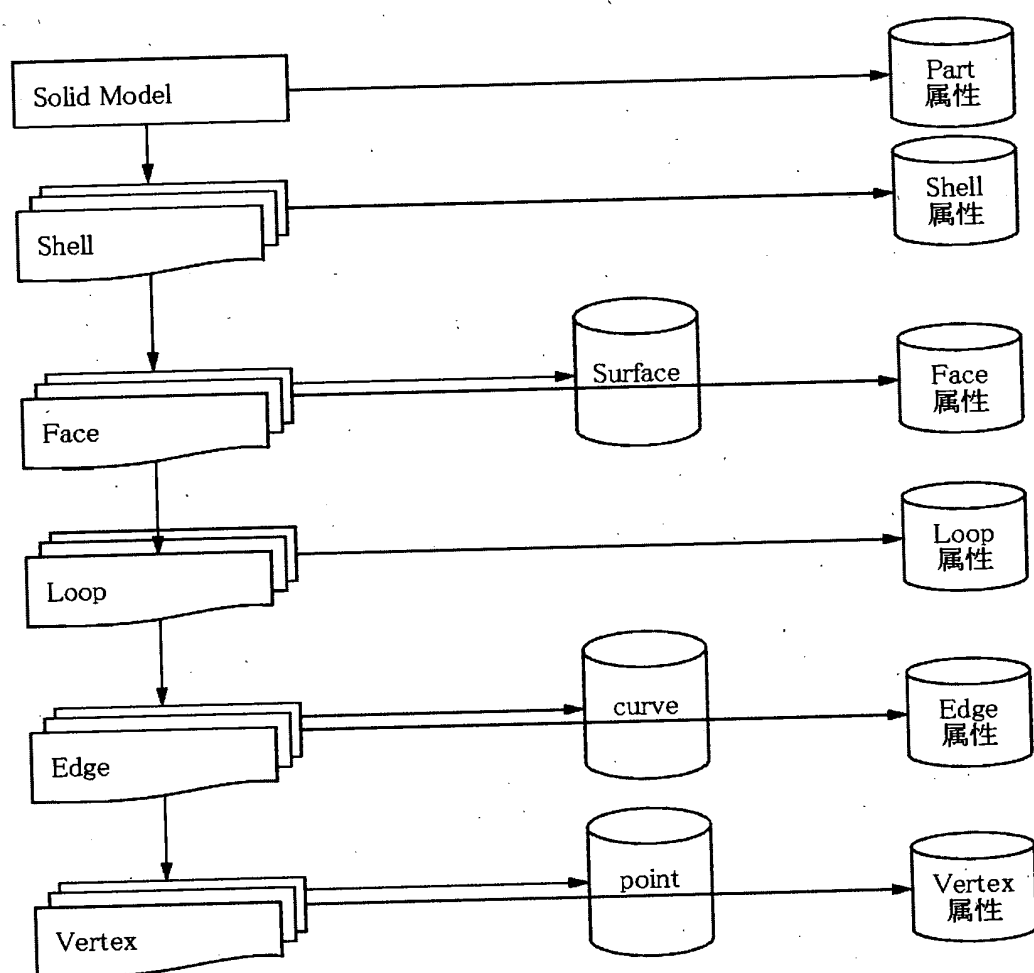 Solid Model
Part
属性
Shell
Shell
属性
Face
Surface
Face
属性
Loop
Loop
属性
Edge
curve
Edge
属性
Vertex
point
Vertex
属性